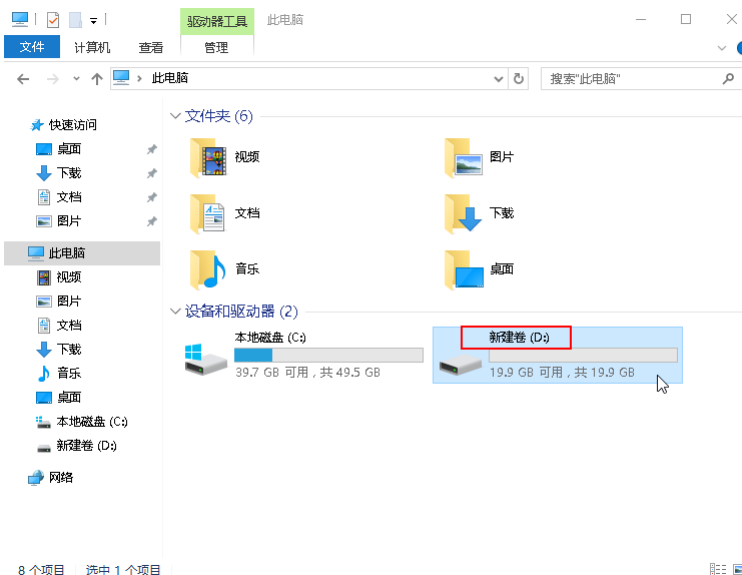 驱动器工具 此电脑
文件 计算机 查看 管理
此电脑 搜索"此电脑"
快速访问
桌面
下载
文档
图片
此电脑
视频
图片
文档
下载
音乐
桌面
本地磁盘 (C:)
新建卷 (D:)
网络
文件夹 (6)
视频 图片
文档 下载
音乐 桌面
设备和驱动器 (2)
本地磁盘 (C:)
39.7 GB 可用，共 49.5 GB
新建卷 (D:)
19.9 GB 可用，共 19.9 GB
8 个项目 选中 1 个项目